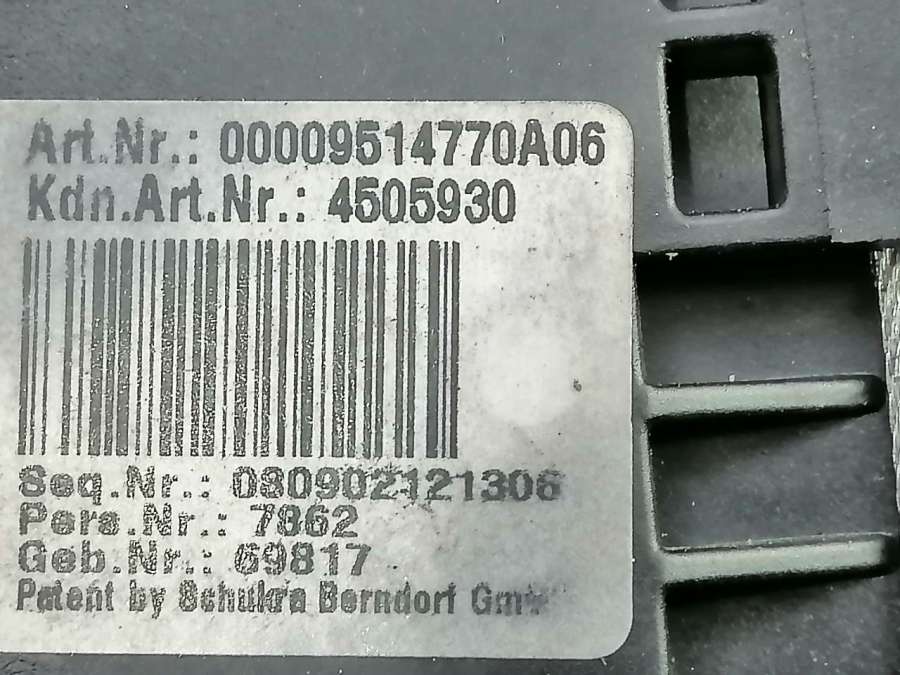 Art.Nr.: 00009514770A06
Kdn.Art.Nr.: 4505930
Seq.Nr.: 080902121306
Pers.Nr.: 7862
Geb.Nr.: 69817
Patent by Schukra Berndorf